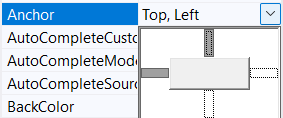 Anchor Top, Left
AutoCompleteCusto
AutoCompleteMode
AutoCompleteSourc
BackColor